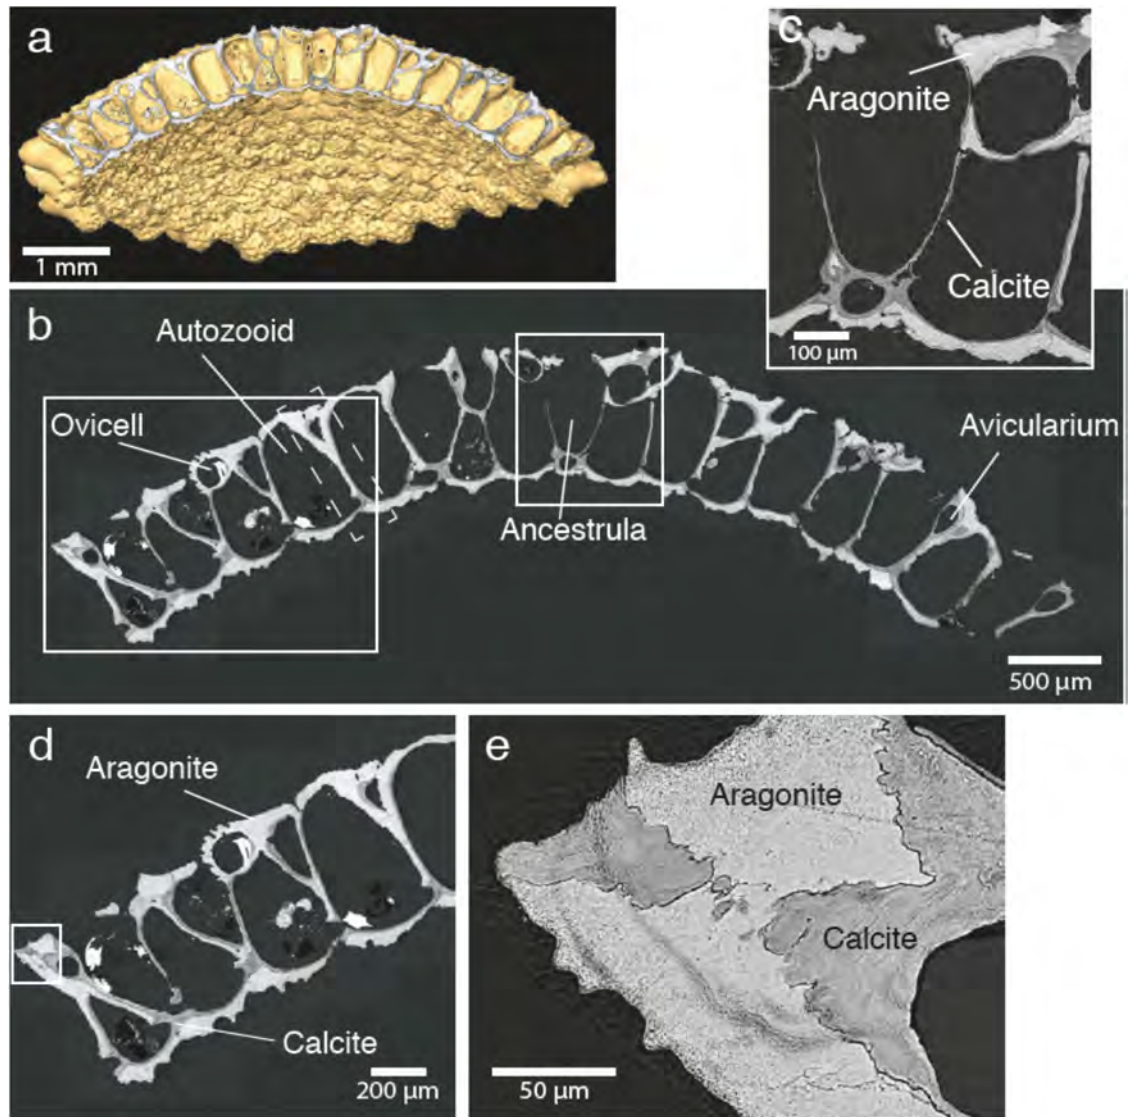 a
1 mm
c
Aragonite
Calcite
100 µm
b
Autozooid
Ovicell
Ancestrula
Avicularium
500 µm
d
Aragonite
Calcite
200 µm
e
Aragonite
Calcite
50 µm